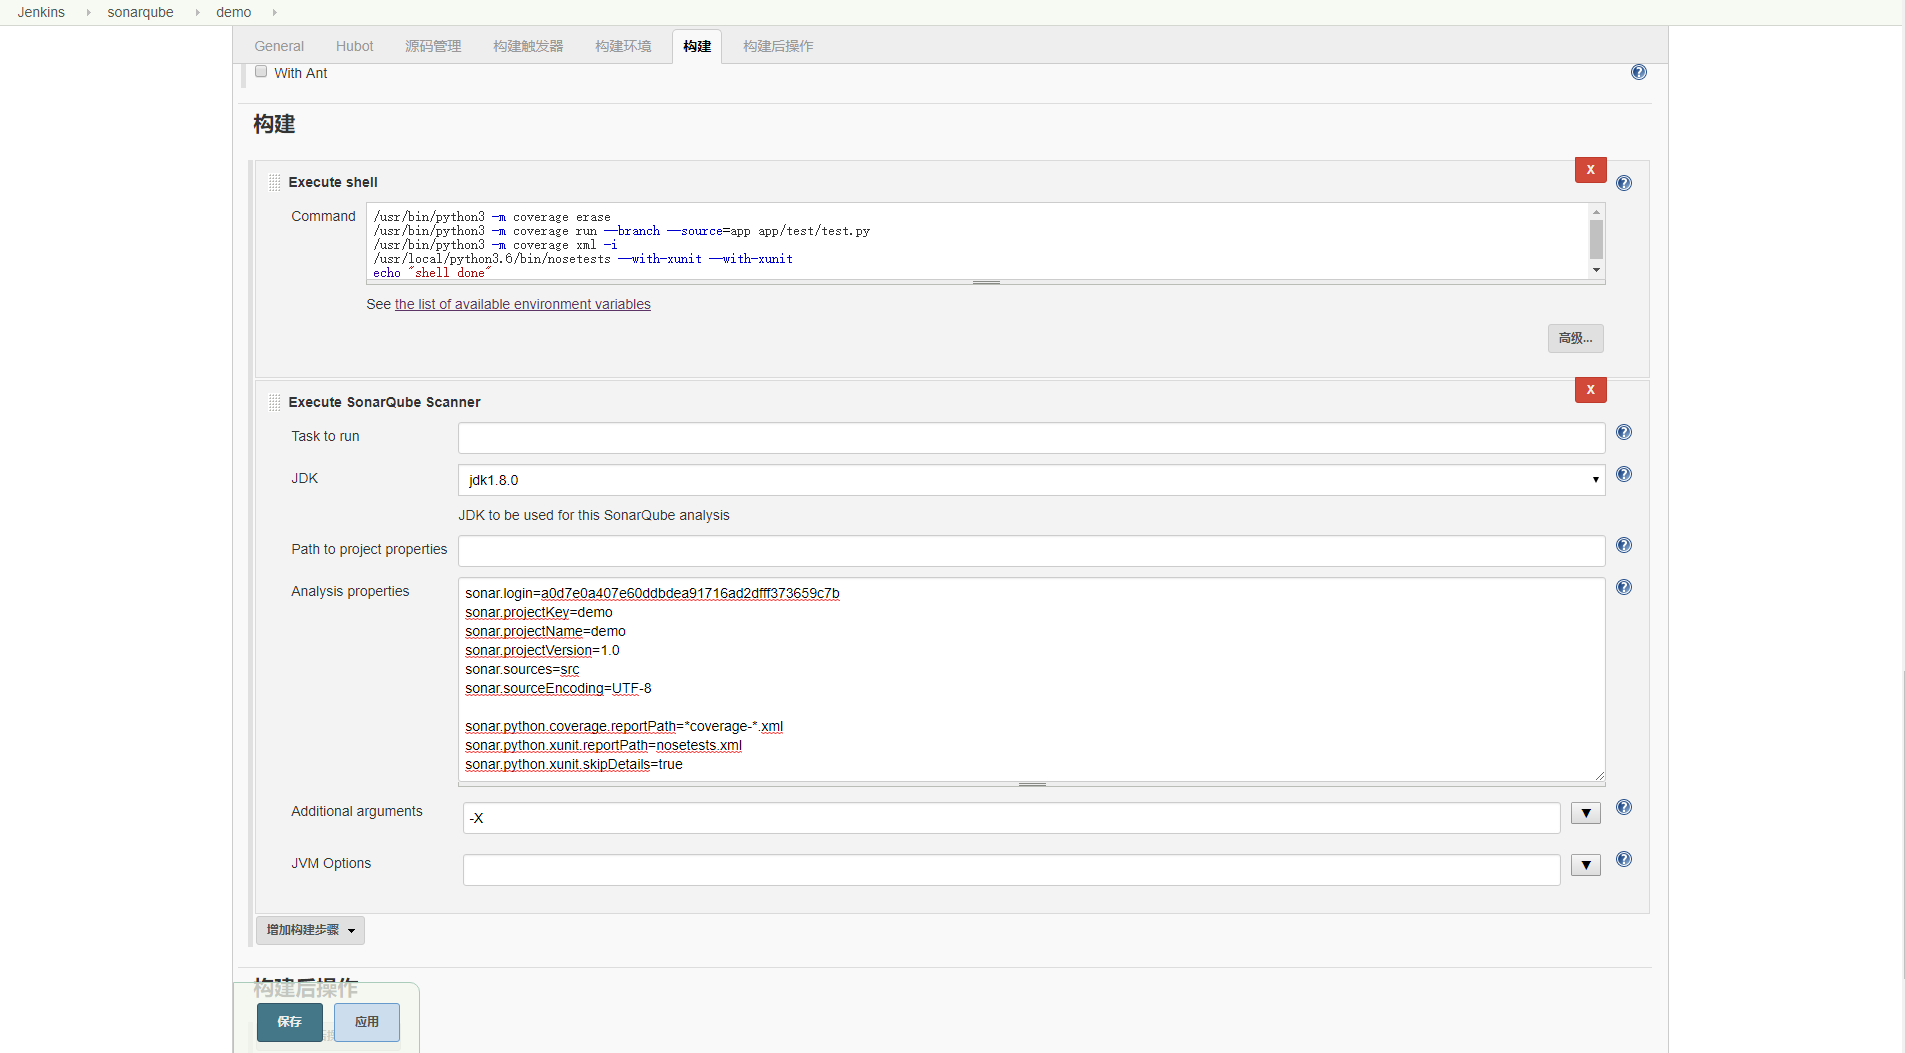 Jenkins sonarqube demo
General Hubot 源码管理 构建触发器 构建环境 构建 构建后操作
With Ant
构建
X
Execute shell
Command
/usr/bin/python3 -m coverage erase
/usr/bin/python3 -m coverage run --branch --source=app app/test/test.py
/usr/bin/python3 -m coverage xml -i
/usr/local/python3.6/bin/nosetests --with-xunit --with-xunit
echo "shell done"
See the list of available environment variables
高级...
X
Execute SonarQube Scanner
Task to run
JDK
jdk1.8.0
JDK to be used for this SonarQube analysis
Path to project properties
Analysis properties
sonar.login=a0d7e0a407e60ddbdea91716ad2dfff373659c7b
sonar.projectKey=demo
sonar.projectName=demo
sonar.projectVersion=1.0
sonar.sources=src
sonar.sourceEncoding=UTF-8
sonar.python.coverage.reportPath=*coverage-*.xml
sonar.python.xunit.reportPath=nosetests.xml
sonar.python.xunit.skipDetails=true
Additional arguments
-X
JVM Options
增加构建步骤
构建后操作
保存 应用